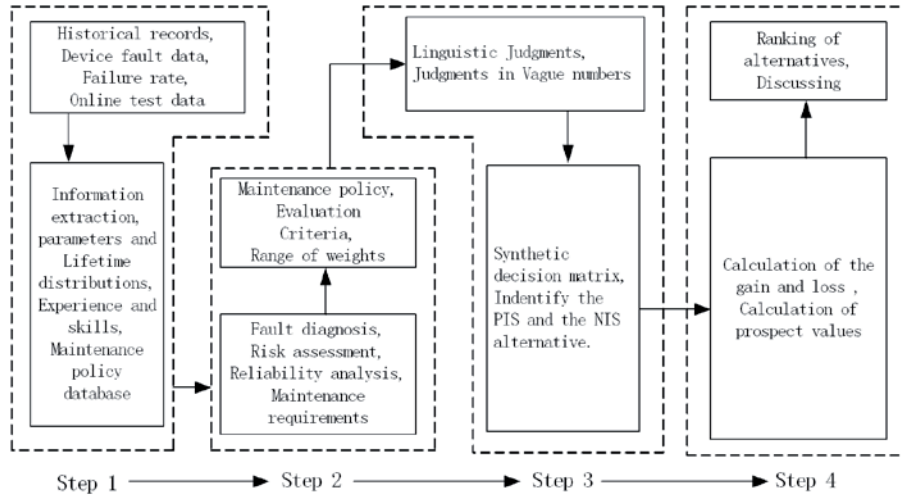 Historical records,
Device fault data,
Failure rate,
Online test data
Information
extraction,
parameters and
Lifetime
distributions,
Experience and
skills,
Maintenance
policy
database
Maintenance policy,
Evaluation
Criteria,
Range of weights
Fault diagnosis,
Risk assessment,
Reliability analysis,
Maintenance
requirements
Linguistic Judgments,
Judgments in Vague numbers
Synthetic
decision matrix,
Indentify the
PIS and the NIS
alternative.
Ranking of
alternatives,
Discussing
Calculation of the
gain and loss ,
Calculation of
prospect values
Step 1
Step 2
Step 3
Step 4